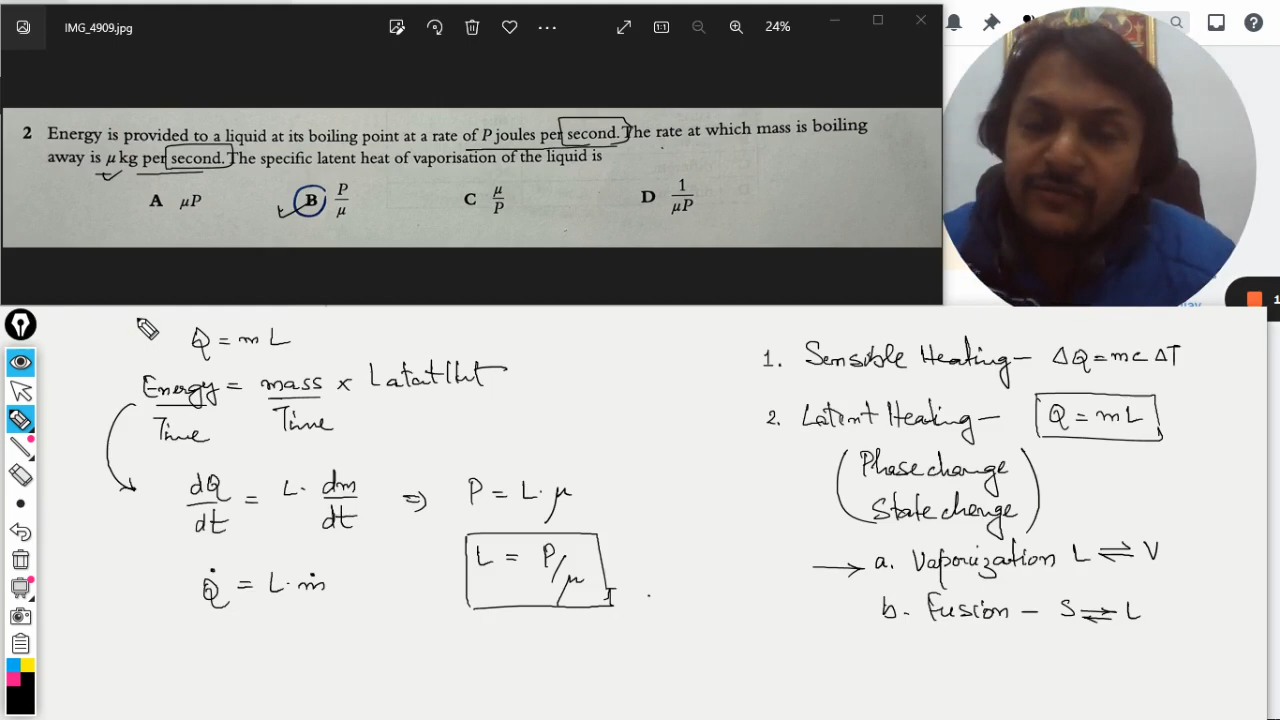 IMG_4909.jpg
24%
2 Energy is provided to a liquid at its boiling point at a rate of P joules per second. The rate at which mass is boiling
away is μ kg per second. The specific latent heat of vaporisation of the liquid is
A μP B P/μ C μ/P D 1/μP
Q = m L
Energy/Time = mass/Time × Latent Heat
dQ/dt = L · dm/dt ⇒ P = L · μ
L = P/μ
Q̇ = L · ṁ
1. Sensible Heating - ΔQ = mc ΔT
2. Latent Heating - Q = mL
(Phase change
State change)
→ a. Vaporization L ⇌ V
b. Fusion - S ⇌ L